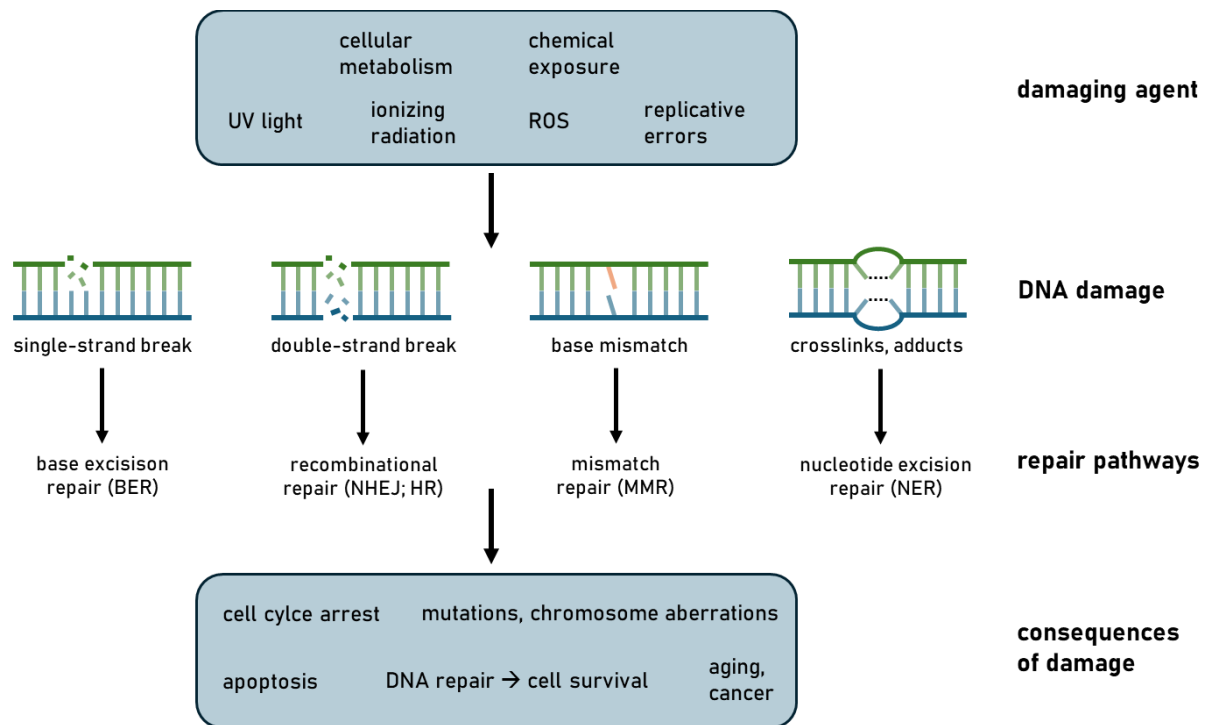 cellular
metabolism
chemical
exposure
UV light
ionizing
radiation
ROS
replicative
errors
damaging agent
DNA damage
single-strand break
double-strand break
base mismatch
crosslinks, adducts
base excisison
repair (BER)
recombinational
repair (NHEJ; HR)
mismatch
repair (MMR)
nucleotide excision
repair (NER)
repair pathways
cell cylce arrest
mutations, chromosome aberrations
apoptosis
DNA repair → cell survival
aging,
cancer
consequences
of damage